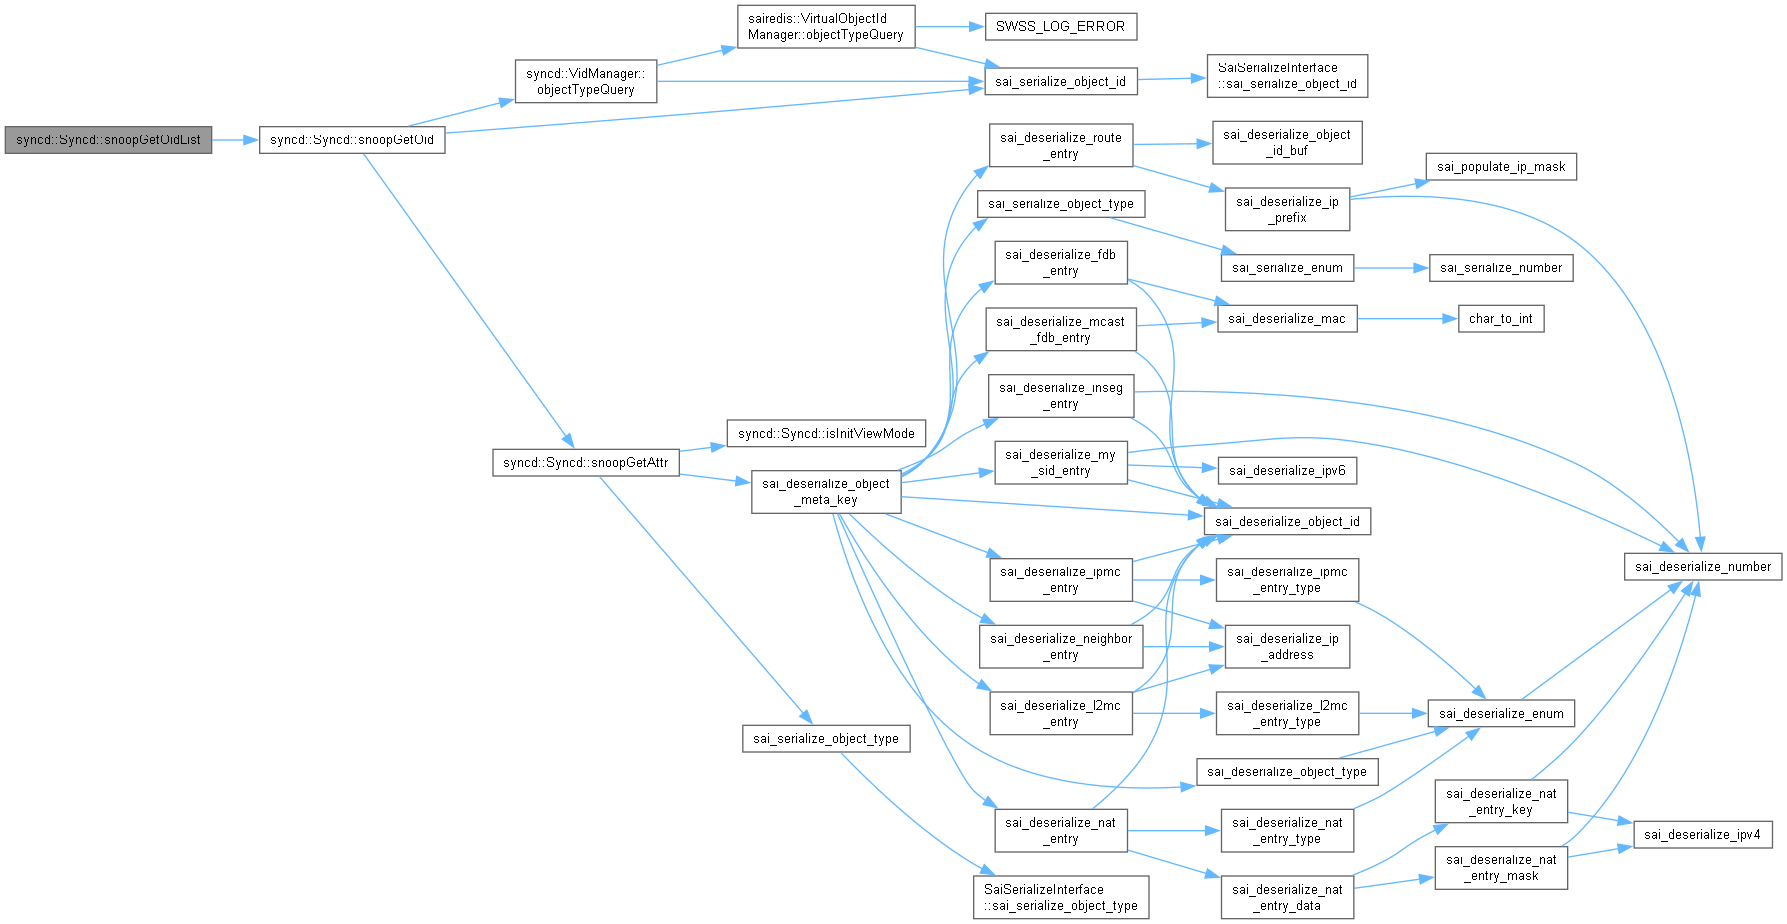 syncd::Syncd::snoopGetOidList
syncd::Syncd::snoopGetOid
syncd::VidManager::
objectTypeQuery
sairedis::VirtualObjectId
Manager::objectTypeQuery
SWSS_LOG_ERROR
sai_serialize_object_id
SaiSerializeInterface
::sai_serialize_object_id
syncd::Syncd::snoopGetAttr
syncd::Syncd::isInitViewMode
sai_deserialize_object
_meta_key
sai_serialize_object_type
SaiSerializeInterface
::sai_serialize_object_type
sai_deserialize_route
_entry
sai_serialize_object_type
sai_deserialize_fdb
_entry
sai_deserialize_mcast
_fdb_entry
sai_deserialize_inseg
_entry
sai_deserialize_my
_sid_entry
sai_deserialize_ipmc
_entry
sai_deserialize_neighbor
_entry
sai_deserialize_l2mc
_entry
sai_deserialize_nat
_entry
sai_deserialize_object
_id_buf
sai_deserialize_ip
_prefix
sai_serialize_enum
sai_deserialize_mac
sai_deserialize_ipv6
sai_deserialize_object_id
sai_deserialize_ipmc
_entry_type
sai_deserialize_ip
_address
sai_deserialize_l2mc
_entry_type
sai_deserialize_object_type
sai_deserialize_nat
_entry_type
sai_deserialize_nat
_entry_data
sai_populate_ip_mask
sai_serialize_number
char_to_int
sai_deserialize_enum
sai_deserialize_nat
_entry_key
sai_deserialize_nat
_entry_mask
sai_deserialize_number
sai_deserialize_ipv4